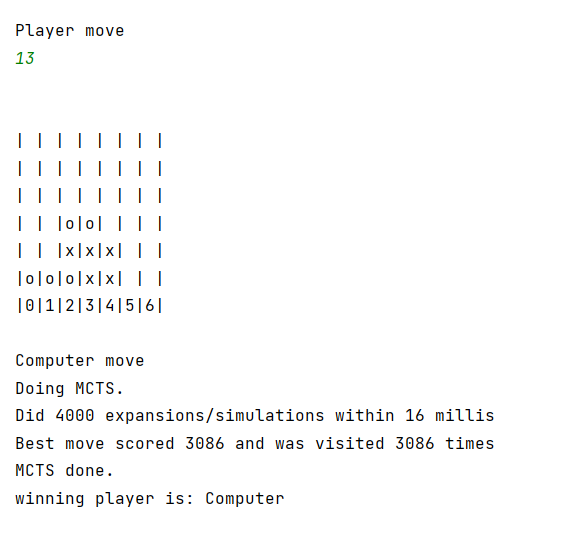 Player move
13
| | | | | | | |
| | | | | | | |
| | | | | | | |
| | |o|o| | | |
| | |x|x|x| | |
|o|o|o|x|x| | |
|0|1|2|3|4|5|6|
Computer move
Doing MCTS.
Did 4000 expansions/simulations within 16 millis
Best move scored 3086 and was visited 3086 times
MCTS done.
winning player is: Computer